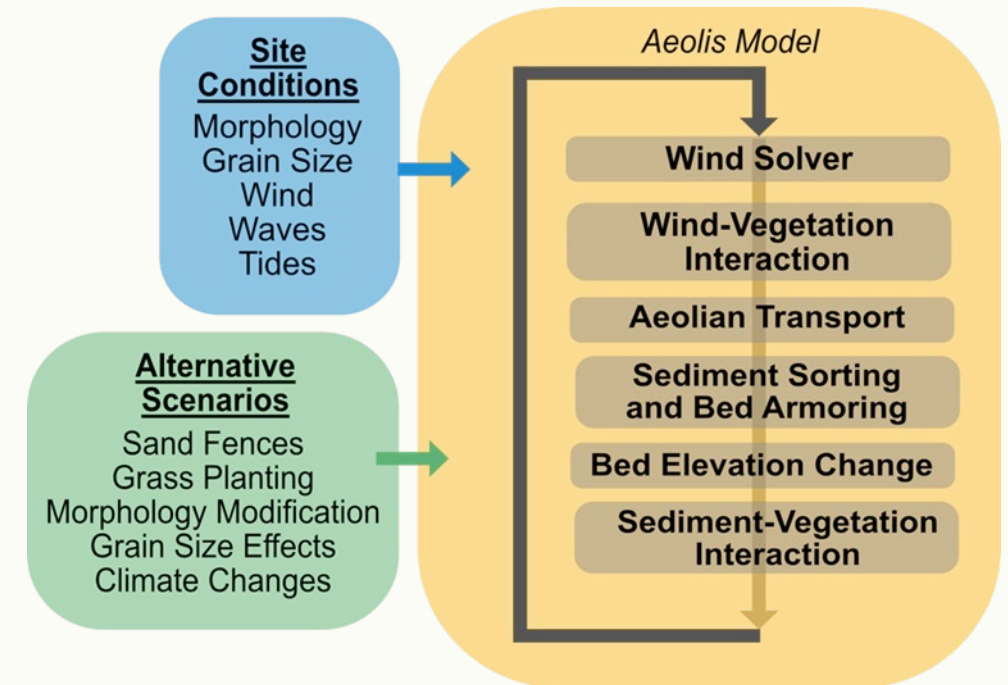 Site
Conditions
Morphology
Grain Size
Wind
Waves
Tides
Alternative
Scenarios
Sand Fences
Grass Planting
Morphology Modification
Grain Size Effects
Climate Changes
Aeolis Model
Wind Solver
Wind-Vegetation
Interaction
Aeolian Transport
Sediment Sorting
and Bed Armoring
Bed Elevation Change
Sediment-Vegetation
Interaction